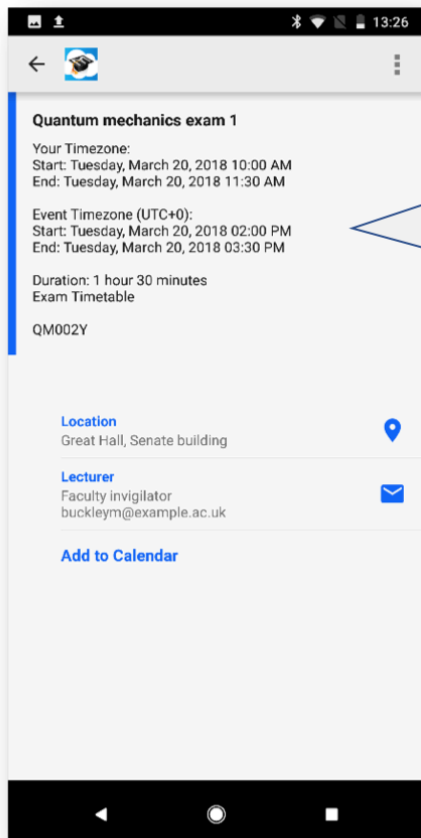 13:26
Quantum mechanics exam 1
Your Timezone:
Start: Tuesday, March 20, 2018 10:00 AM
End: Tuesday, March 20, 2018 11:30 AM
Event Timezone (UTC+0):
Start: Tuesday, March 20, 2018 02:00 PM
End: Tuesday, March 20, 2018 03:30 PM
Duration: 1 hour 30 minutes
Exam Timetable
QM002Y
Location
Great Hall, Senate building
Lecturer
Faculty invigilator
buckleym@example.ac.uk
Add to Calendar